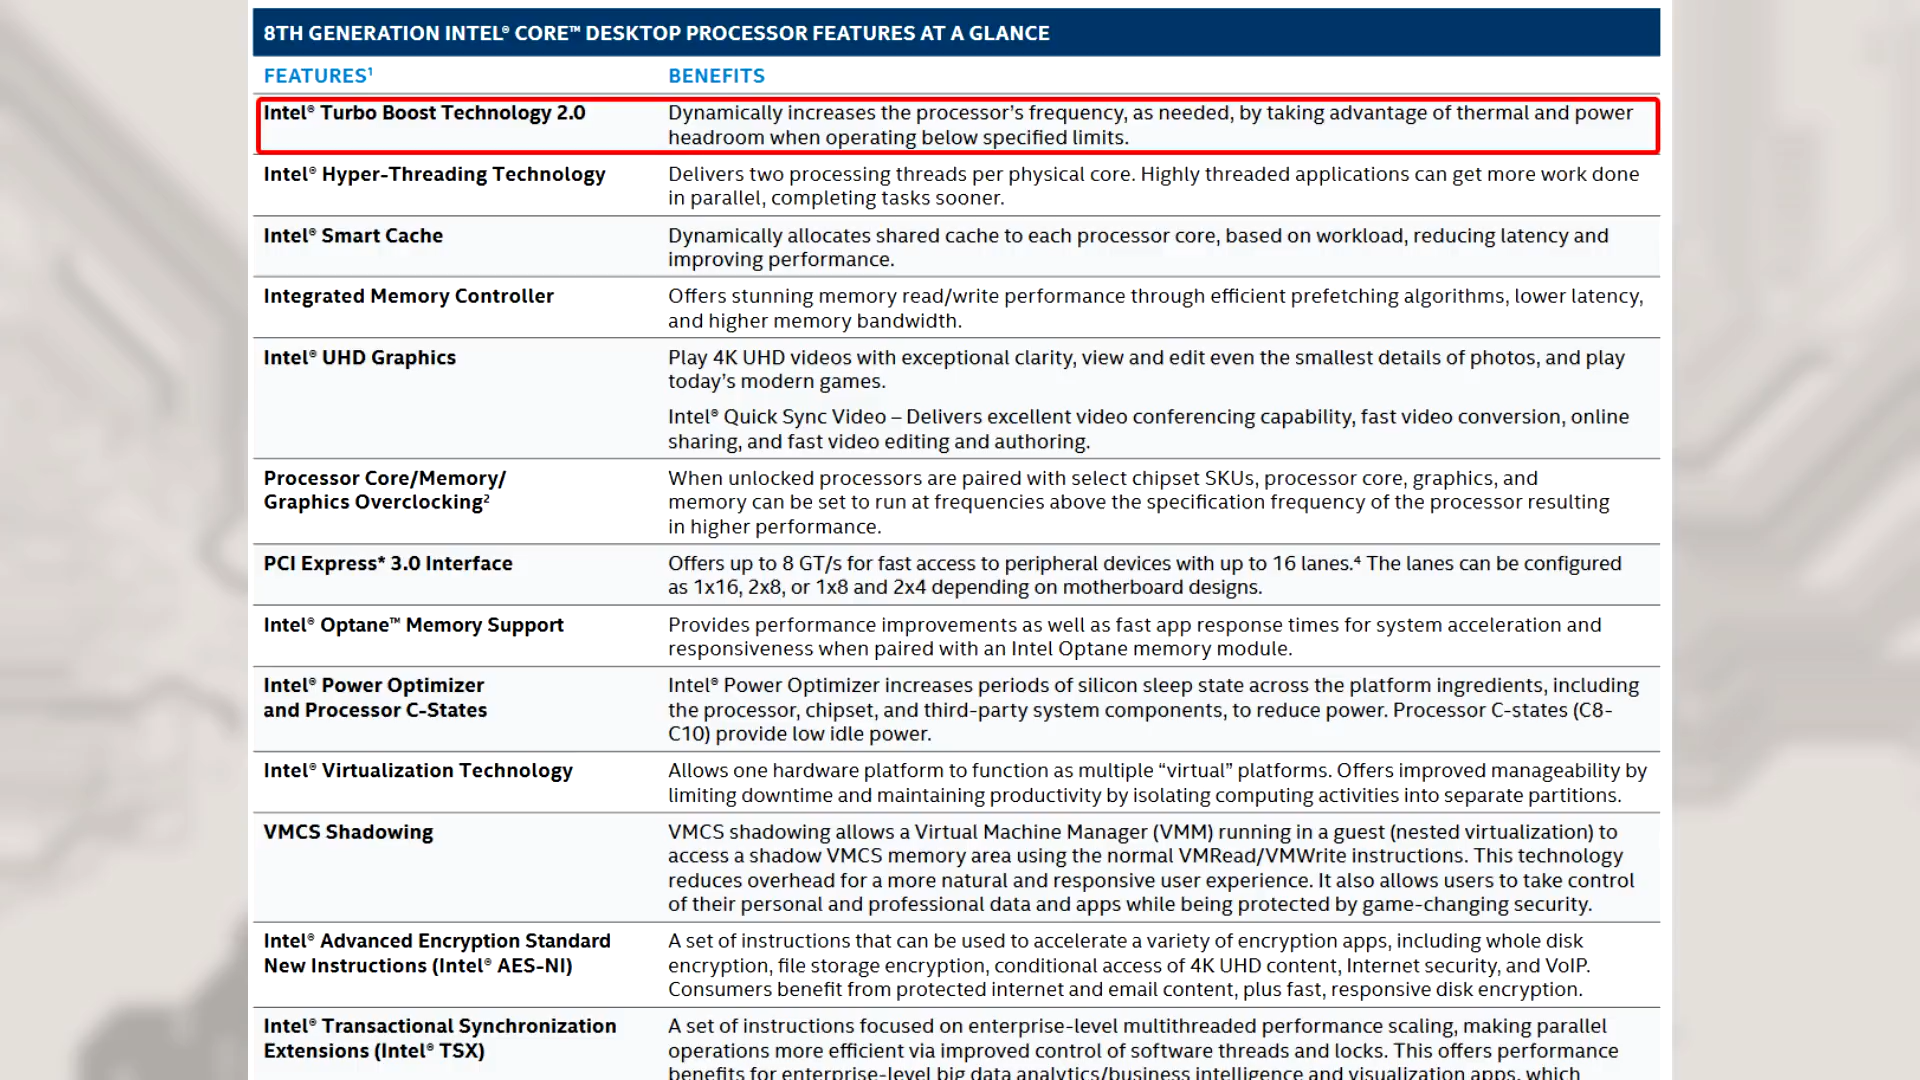 8TH GENERATION INTEL® CORE™ DESKTOP PROCESSOR FEATURES AT A GLANCE
FEATURES¹ BENEFITS
Intel® Turbo Boost Technology 2.0 Dynamically increases the processor’s frequency, as needed, by taking advantage of thermal and power
headroom when operating below specified limits.
Intel® Hyper-Threading Technology Delivers two processing threads per physical core. Highly threaded applications can get more work done
in parallel, completing tasks sooner.
Intel® Smart Cache Dynamically allocates shared cache to each processor core, based on workload, reducing latency and
improving performance.
Integrated Memory Controller Offers stunning memory read/write performance through efficient prefetching algorithms, lower latency,
and higher memory bandwidth.
Intel® UHD Graphics Play 4K UHD videos with exceptional clarity, view and edit even the smallest details of photos, and play
today’s modern games.
Intel® Quick Sync Video – Delivers excellent video conferencing capability, fast video conversion, online
sharing, and fast video editing and authoring.
Processor Core/Memory/ When unlocked processors are paired with select chipset SKUs, processor core, graphics, and
Graphics Overclocking² memory can be set to run at frequencies above the specification frequency of the processor resulting
in higher performance.
PCI Express* 3.0 Interface Offers up to 8 GT/s for fast access to peripheral devices with up to 16 lanes.⁴ The lanes can be configured
as 1x16, 2x8, or 1x8 and 2x4 depending on motherboard designs.
Intel® Optane™ Memory Support Provides performance improvements as well as fast app response times for system acceleration and
responsiveness when paired with an Intel Optane memory module.
Intel® Power Optimizer Intel® Power Optimizer increases periods of silicon sleep state across the platform ingredients, including
and Processor C-States the processor, chipset, and third-party system components, to reduce power. Processor C-states (C8-
C10) provide low idle power.
Intel® Virtualization Technology Allows one hardware platform to function as multiple “virtual” platforms. Offers improved manageability by
limiting downtime and maintaining productivity by isolating computing activities into separate partitions.
VMCS Shadowing VMCS shadowing allows a Virtual Machine Manager (VMM) running in a guest (nested virtualization) to
access a shadow VMCS memory area using the normal VMRead/VMWrite instructions. This technology
reduces overhead for a more natural and responsive user experience. It also allows users to take control
of their personal and professional data and apps while being protected by game-changing security.
Intel® Advanced Encryption Standard A set of instructions that can be used to accelerate a variety of encryption apps, including whole disk
New Instructions (Intel® AES-NI) encryption, file storage encryption, conditional access of 4K UHD content, Internet security, and VoIP.
Consumers benefit from protected internet and email content, plus fast, responsive disk encryption.
Intel® Transactional Synchronization A set of instructions focused on enterprise-level multithreaded performance scaling, making parallel
Extensions (Intel® TSX) operations more efficient via improved control of software threads and locks. This offers performance
benefits for enterprise-level big data analytics/business intelligence and visualization apps, which